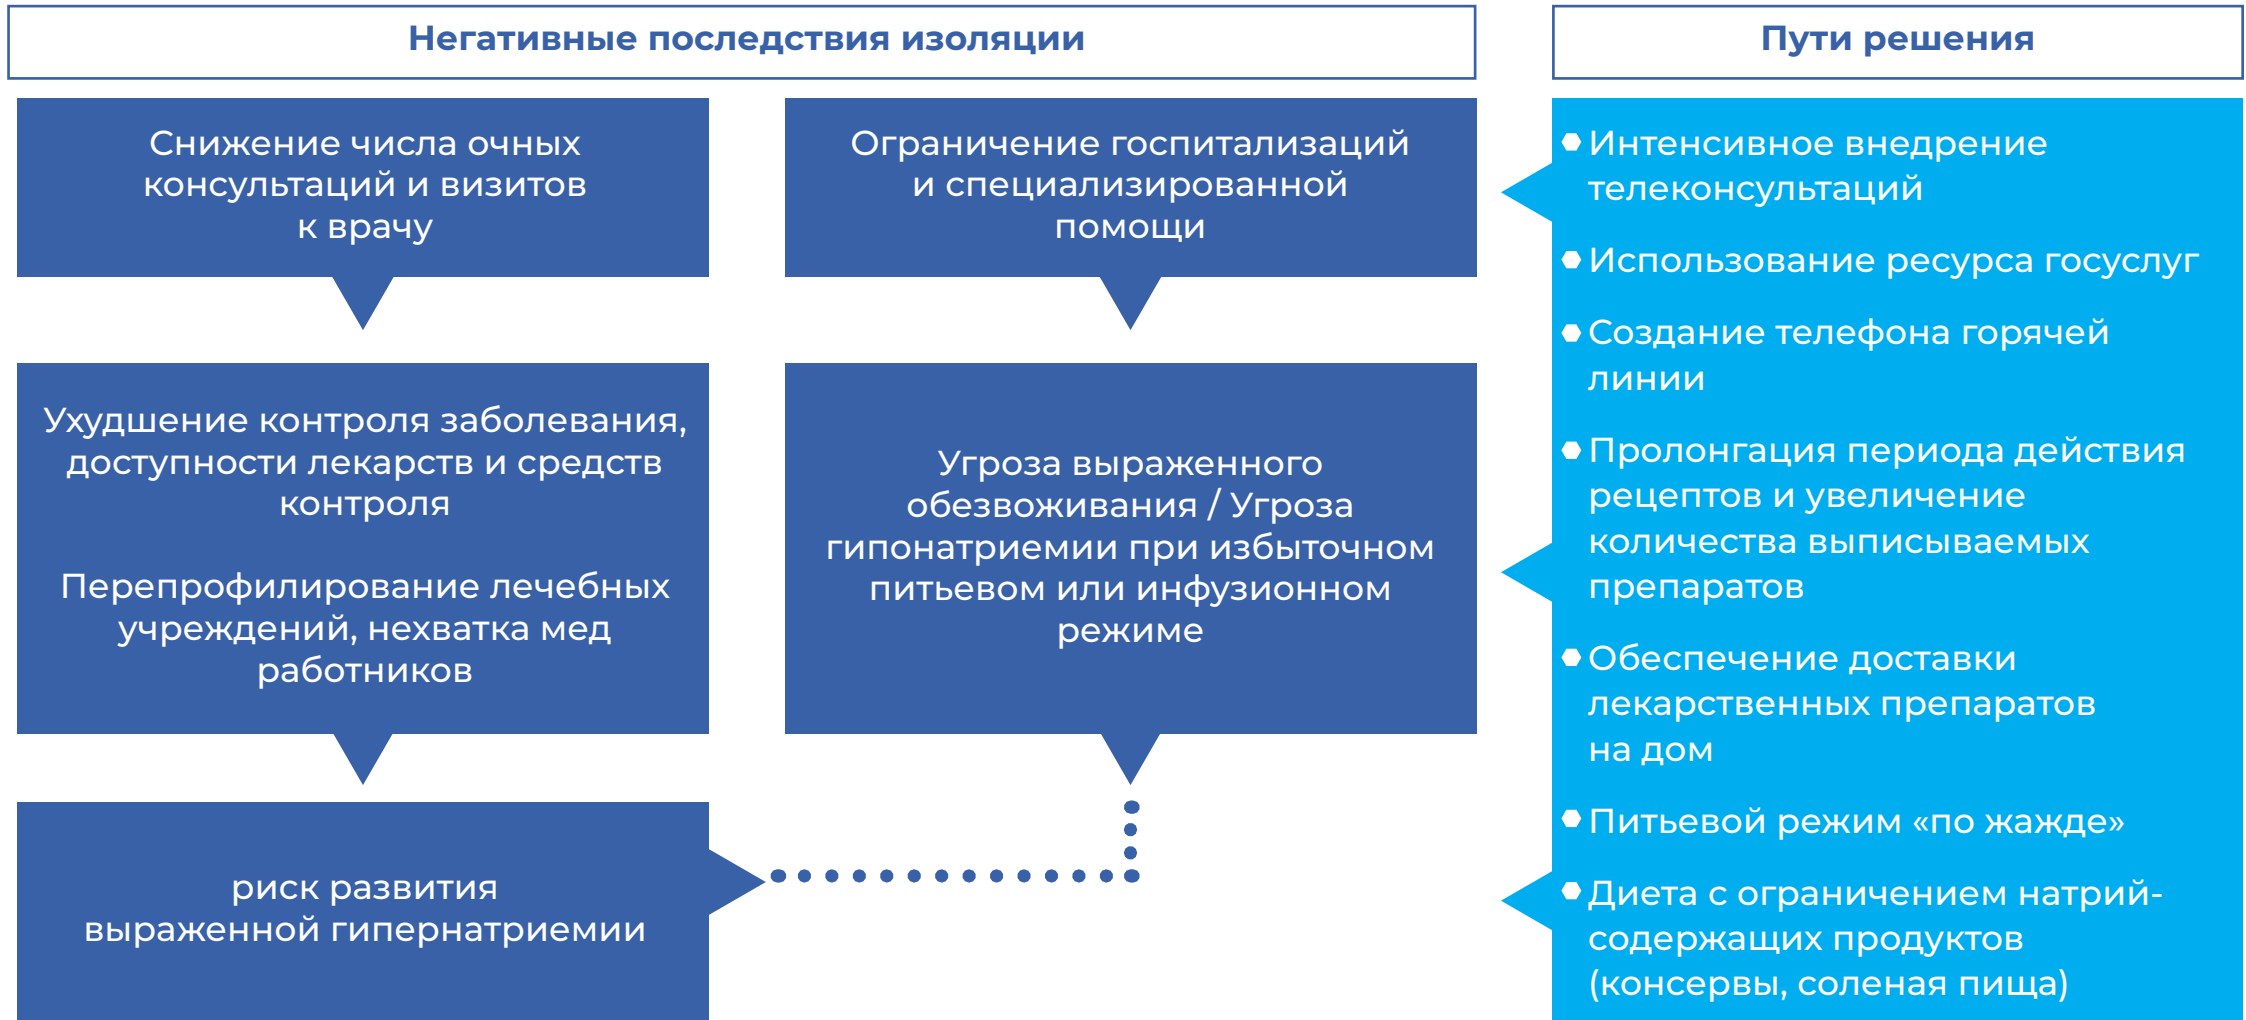 Негативные последствия изоляции
Снижение числа очных
консультаций и визитов
к врачу
Ограничение госпитализаций
и специализированной
помощи
Ухудшение контроля заболевания,
доступности лекарств и средств
контроля
Перепрофилирование лечебных
учреждений, нехватка мед
работников
Угроза выраженного
обезвоживания / Угроза
гипонатриемии при избыточном
питьевом или инфузионном
режиме
риск развития
выраженной гипернатриемии
Пути решения
Интенсивное внедрение
телеконсультаций
Использование ресурса госуслуг
Создание телефона горячей
линии
Пролонгация периода действия
рецептов и увеличение
количества выписываемых
препаратов
Обеспечение доставки
лекарственных препаратов
на дом
Питьевой режим «по жажде»
Диета с ограничением натрий-
содержащих продуктов
(консервы, соленая пища)